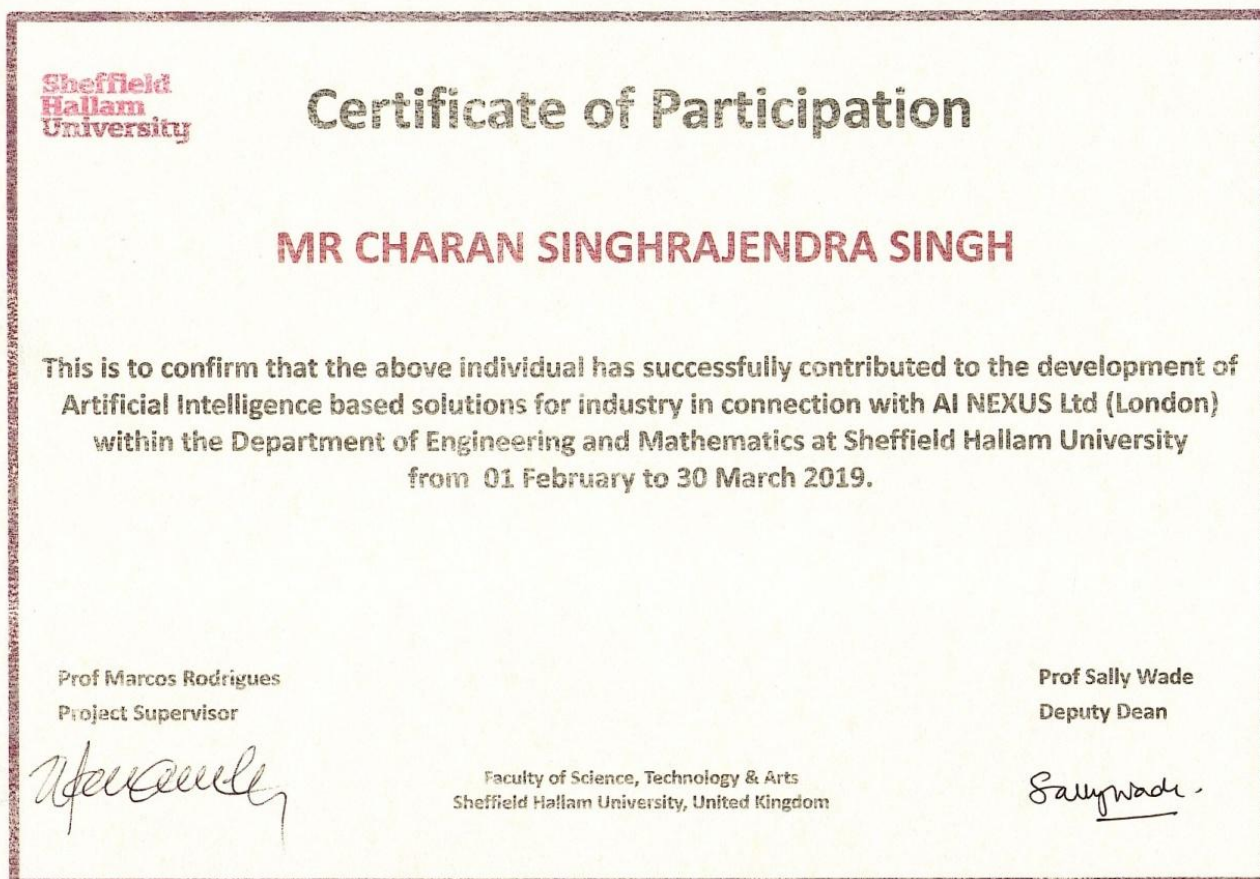 Sheffield
Hallam
University
Certificate of Participation
MR CHARAN SINGHRAJENDRA SINGH
This is to confirm that the above individual has successfully contributed to the development of
Artificial Intelligence based solutions for industry in connection with AI NEXUS Ltd (London)
within the Department of Engineering and Mathematics at Sheffield Hallam University
from 01 February to 30 March 2019.
Prof Marcos Rodrigues
Project Supervisor
Prof Sally Wade
Deputy Dean
Faculty of Science, Technology & Arts
Sheffield Hallam University, United Kingdom
Sallywade.